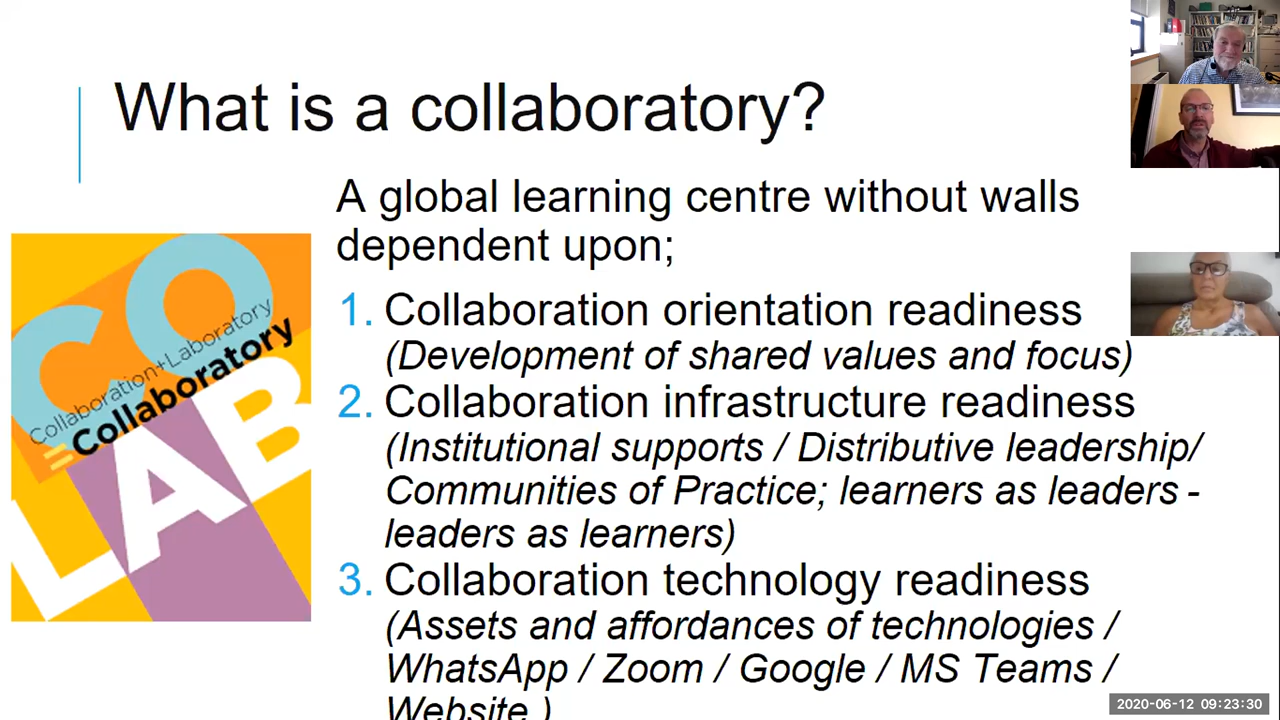 What is a collaboratory?
A global learning centre without walls
dependent upon;
1. Collaboration orientation readiness
(Development of shared values and focus)
2. Collaboration infrastructure readiness
(Institutional supports / Distributive leadership/
Communities of Practice; learners as leaders -
leaders as learners)
3. Collaboration technology readiness
(Assets and affordances of technologies /
WhatsApp / Zoom / Google / MS Teams /
Website )
CO
Collaboration+Laboratory
=Collaboratory
LAB
2020-06-12 09:23:30